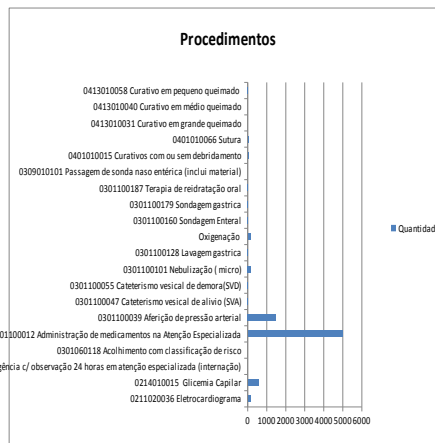 Procedimentos
0413010058 Curativo em pequeno queimado
0413010040 Curativo em médio queimado
0413010031 Curativo em grande queimado
0401010066 Sutura
0401010015 Curativos com ou sem debridamento
0309010101 Passagem de sonda naso entérica (inclui material)
0301100187 Terapia de reidratação oral
0301100179 Sondagem gastrica
0301100160 Sondagem Enteral
Oxigenação
0301100128 Lavagem gastrica
0301100101 Nebulização ( micro)
0301100055 Cateterismo vesical de demora(SVD)
0301100047 Cateterismo vesical de alivio (SVA)
0301100039 Aferição de pressão arterial
01100012 Administração de medicamentos na Atenção Especializada
0301060118 Acolhimento com classificação de risco
gência c/ observação 24 horas em atenção especializada (internação)
0214010015 Glicemia Capilar
0211020036 Eletrocardiograma
0 1000 2000 3000 4000 5000 6000
Quantidad